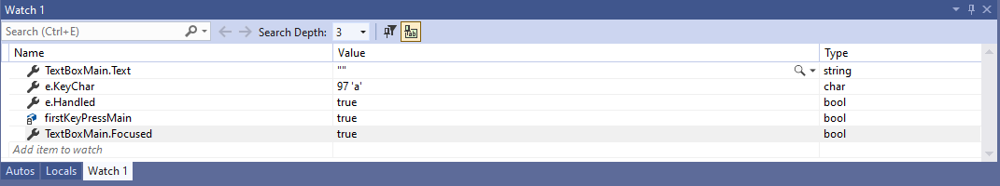 Watch 1
Search (Ctrl+E) Search Depth: 3
Name Value Type
TextBoxMain.Text "" string
e.KeyChar 97 'a' char
e.Handled true bool
firstKeyPressMain true bool
TextBoxMain.Focused true bool
Add item to watch
Autos Locals Watch 1